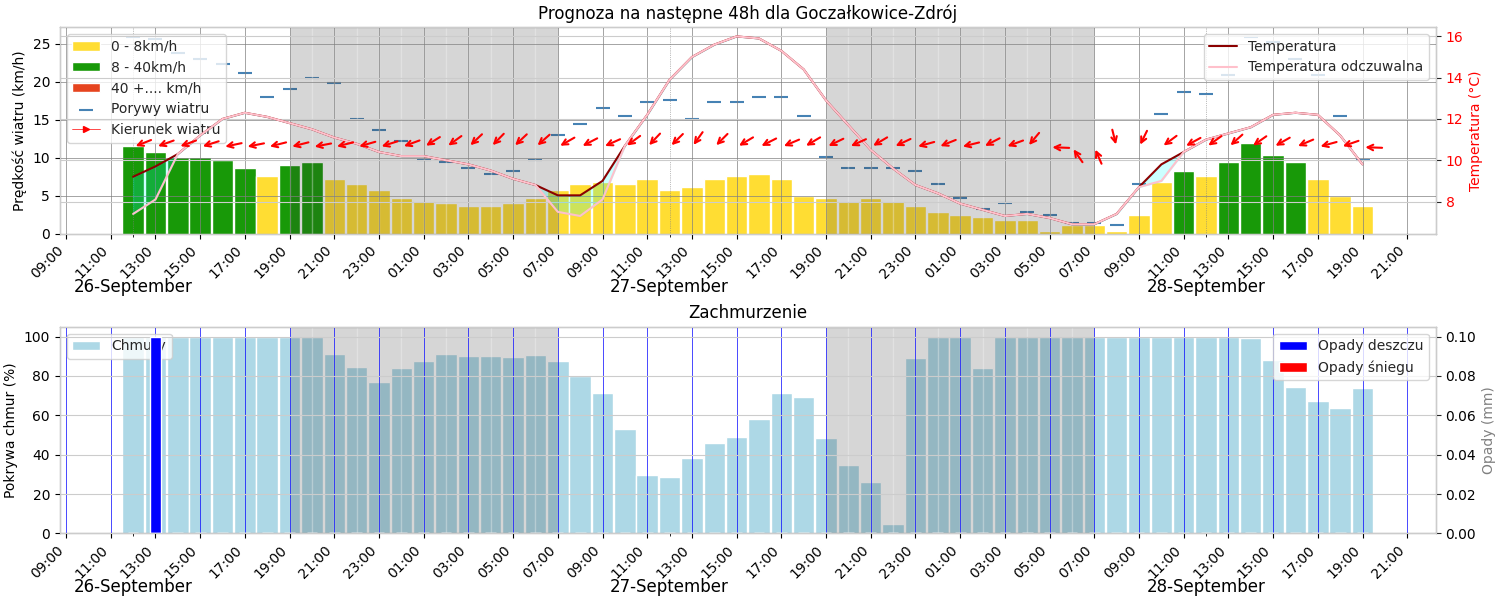 Prognoza na następne 48h dla Goczałkowice-Zdrój
Prędkość wiatru (km/h)
25
20
15
10
5
0
0 - 8km/h
8 - 40km/h
40 +.... km/h
Porywy wiatru
Kierunek wiatru
Temperatura
Temperatura odczuwalna
16
14
12
10
8
Temperatura (°C)
09:00 11:00 13:00 15:00 17:00 19:00 21:00 23:00 01:00 03:00 05:00 07:00 09:00 11:00 13:00 15:00 17:00 19:00 21:00 23:00 01:00 03:00 05:00 07:00 09:00 11:00 13:00 15:00 17:00 19:00 21:00
26-September 27-September 28-September
Zachmurzenie
Pokrywa chmur (%)
100
80
60
40
20
0
Chmury
Opady deszczu
Opady śniegu
0.10
0.08
0.06
0.04
0.02
0.00
Opady (mm)
09:00 11:00 13:00 15:00 17:00 19:00 21:00 23:00 01:00 03:00 05:00 07:00 09:00 11:00 13:00 15:00 17:00 19:00 21:00 23:00 01:00 03:00 05:00 07:00 09:00 11:00 13:00 15:00 17:00 19:00 21:00
26-September 27-September 28-September